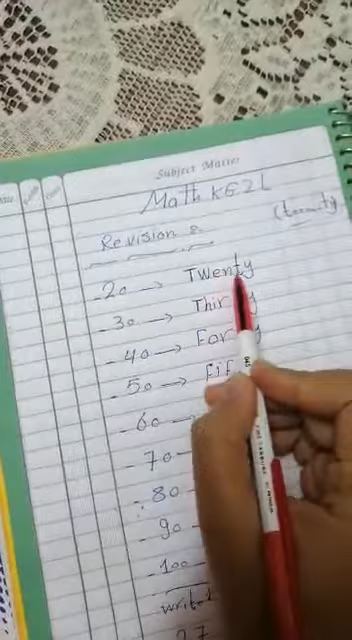 Subject Matter
Math KG2L
Revision 2
(twenty)
- 20 → Twenty
- 30 → Thir y
- 40 → For y
- 50 → Fif
- 60 →
- 70 →
- 80 -
- 90 -
- 100 -
write
27